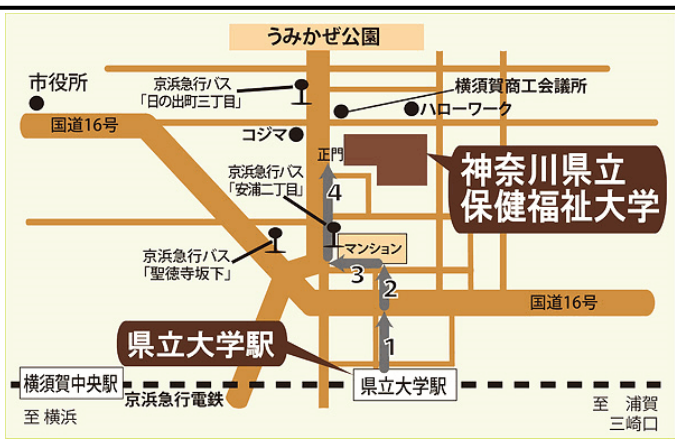 うみかぜ公園
市役所
京浜急行バス
「日の出町三丁目」
横須賀商工会議所
ハローワーク
国道16号
コジマ
正門
神奈川県立
保健福祉大学
京浜急行バス
「安浦二丁目」
4
京浜急行バス
「聖徳寺坂下」
マンション
3
2
国道16号
県立大学駅
1
横須賀中央駅
京浜急行電鉄
県立大学駅
至 横浜
至 浦賀
三崎口